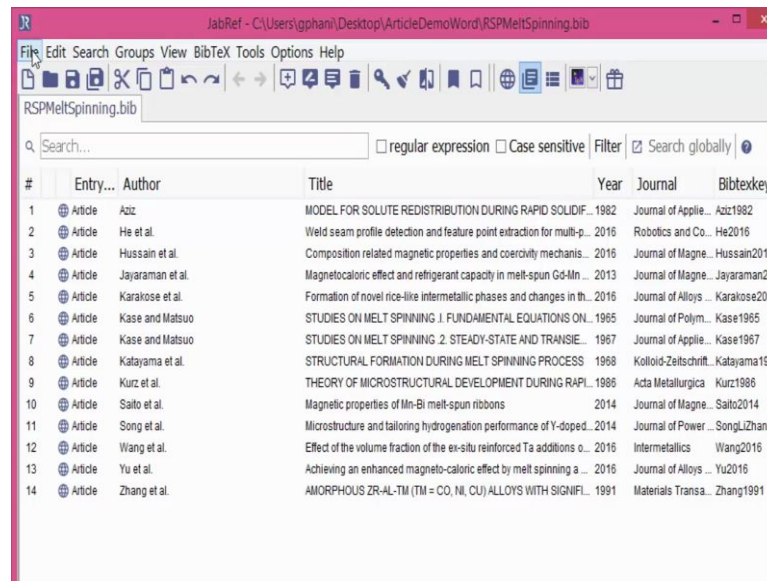 JabRef - C:\Users\gphani\Desktop\ArticleDemoWord\RSPMeltSpinning.bib
File Edit Search Groups View BibTeX Tools Options Help
RSPMeltSpinning.bib
Search... regular expression Case sensitive Filter Search globally
# Entry... Author Title Year Journal Bibtexkey
1 Article Aziz MODEL FOR SOLUTE REDISTRIBUTION DURING RAPID SOLIDIF... 1982 Journal of Applie... Aziz1982
2 Article He et al. Weld seam profile detection and feature point extraction for multi-p... 2016 Robotics and Co... He2016
3 Article Hussain et al. Composition related magnetic properties and coercivity mechanis... 2016 Journal of Magne... Hussain201
4 Article Jayaraman et al. Magnetocaloric effect and refrigerant capacity in melt-spun Gd-Mn ... 2013 Journal of Magne... Jayaraman2
5 Article Karakose et al. Formation of novel rice-like intermetallic phases and changes in th... 2016 Journal of Alloys ... Karakose20
6 Article Kase and Matsuo STUDIES ON MELT SPINNING .I. FUNDAMENTAL EQUATIONS ON... 1965 Journal of Polym... Kase1965
7 Article Kase and Matsuo STUDIES ON MELT SPINNING .2. STEADY-STATE AND TRANSIE... 1967 Journal of Applie... Kase1967
8 Article Katayama et al. STRUCTURAL FORMATION DURING MELT SPINNING PROCESS 1968 Kolloid-Zeitschrift... Katayama19
9 Article Kurz et al. THEORY OF MICROSTRUCTURAL DEVELOPMENT DURING RAPI... 1986 Acta Metallurgica Kurz1986
10 Article Saito et al. Magnetic properties of Mn-Bi melt-spun ribbons 2014 Journal of Magne... Saito2014
11 Article Song et al. Microstructure and tailoring hydrogenation performance of Y-doped... 2014 Journal of Power ... SongLiZhan
12 Article Wang et al. Effect of the volume fraction of the ex-situ reinforced Ta additions o... 2016 Intermetallics Wang2016
13 Article Yu et al. Achieving an enhanced magneto-caloric effect by melt spinning a ... 2016 Journal of Alloys ... Yu2016
14 Article Zhang et al. AMORPHOUS ZR-AL-TM (TM = CO, NI, CU) ALLOYS WITH SIGNIFI... 1991 Materials Transa... Zhang1991